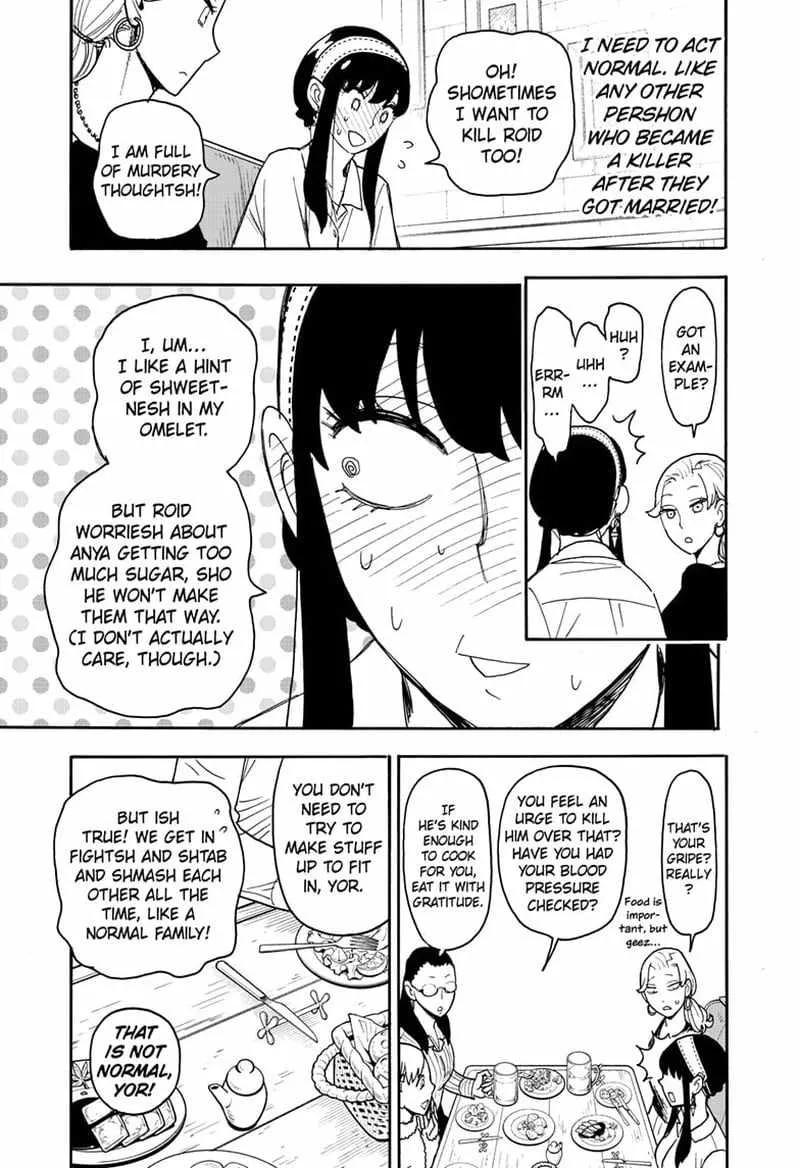 I NEED TO ACT
NORMAL. LIKE
ANY OTHER
PERSHON
WHO BECAME
A KILLER
AFTER THEY
GOT MARRIED!
OH!
SHOMETIMES
I WANT TO
KILL ROID
TOO!
I AM FULL
OF MURDERY
THOUGHTSH!
GOT
AN
EXAM-
PLE?
HUH
?
UHH
...
ERR-
RM
...
I, UM...
I LIKE A HINT
OF SHWEET-
NESH IN MY
OMELET.
BUT ROID
WORRIESH ABOUT
ANYA GETTING TOO
MUCH SUGAR, SHO
HE WON'T MAKE
THEM THAT WAY.
(I DON'T ACTUALLY
CARE, THOUGH.)
THAT'S
YOUR
GRIPE?
REALLY
?
Food is
impor-
tant, but
geez...
YOU FEEL AN
URGE TO KILL
HIM OVER THAT?
HAVE YOU HAD
YOUR BLOOD
PRESSURE
CHECKED?
IF
HE'S KIND
ENOUGH
TO COOK
FOR YOU,
EAT IT WITH
GRATITUDE.
YOU DON'T
NEED TO
TRY TO
MAKE STUFF
UP TO FIT
IN, YOR.
BUT ISH
TRUE! WE GET IN
FIGHTSH AND SHTAB
AND SHMASH EACH
OTHER ALL THE
TIME, LIKE A
NORMAL FAMILY!
THAT
IS NOT
NORMAL,
YOR!